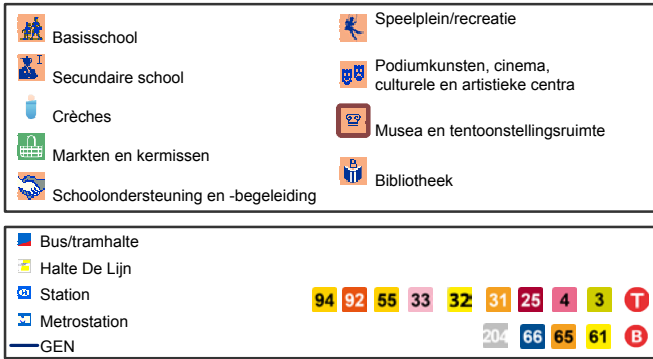 Basisschool
Secundaire school
Crèches
Markten en kermissen
Schoolondersteuning en -begeleiding
Speelplein/recreatie
Podiumkunsten, cinema,
culturele en artistieke centra
Musea en tentoonstellingsruimte
Bibliotheek
Bus/tramhalte
Halte De Lijn
Station
Metrostation
GEN
94 92 55 33 32 31 25 4 3 T
204 66 65 61 B